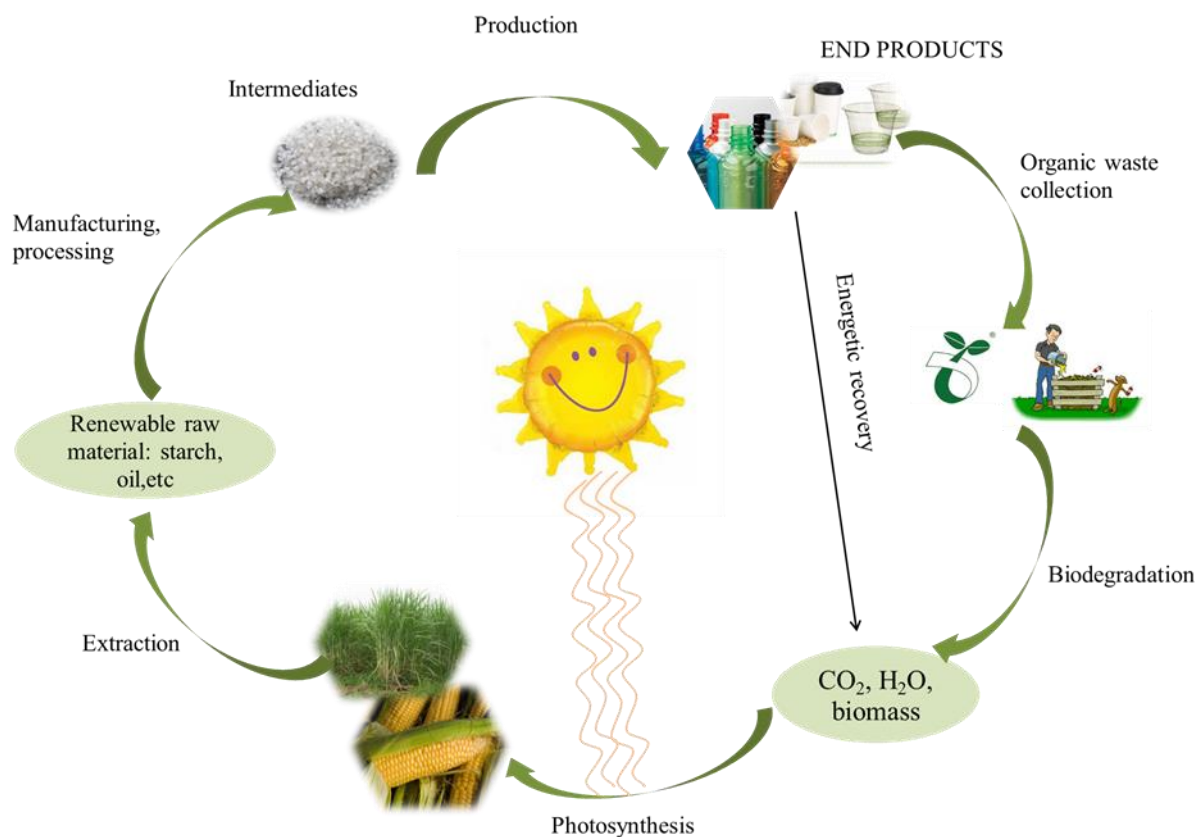 Production
END PRODUCTS
Intermediates
Organic waste
collection
Manufacturing,
processing
Energetic recovery
®
Renewable raw
material: starch,
oil,etc
Biodegradation
Extraction
CO₂, H₂O,
biomass
Photosynthesis